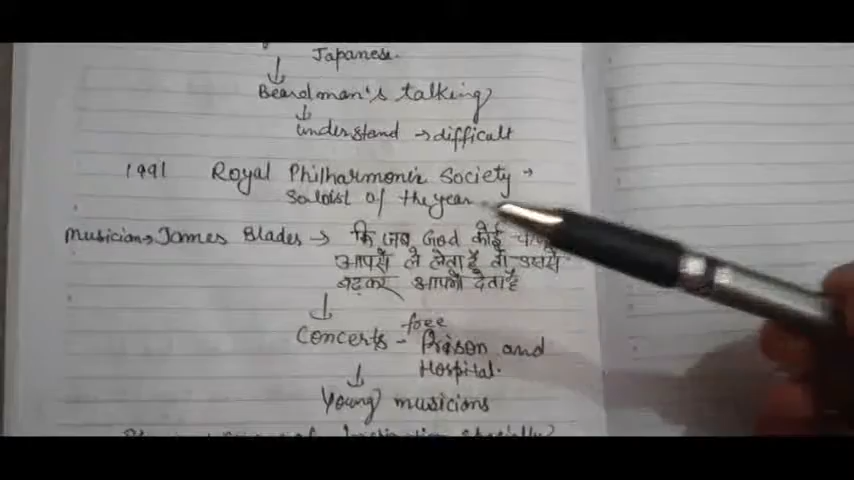 Japanese.
↓
Beardman's talking
↓
understand → difficult
1991 Royal Philharmonic Society →
Soloist of the year
Musician → James Blades → कि जब God कोई
आपसे ले लेता है तो उससे
बढ़कर आपको देता है
↓
Concerts - free Prison and
Hospital.
↓
Young musicians